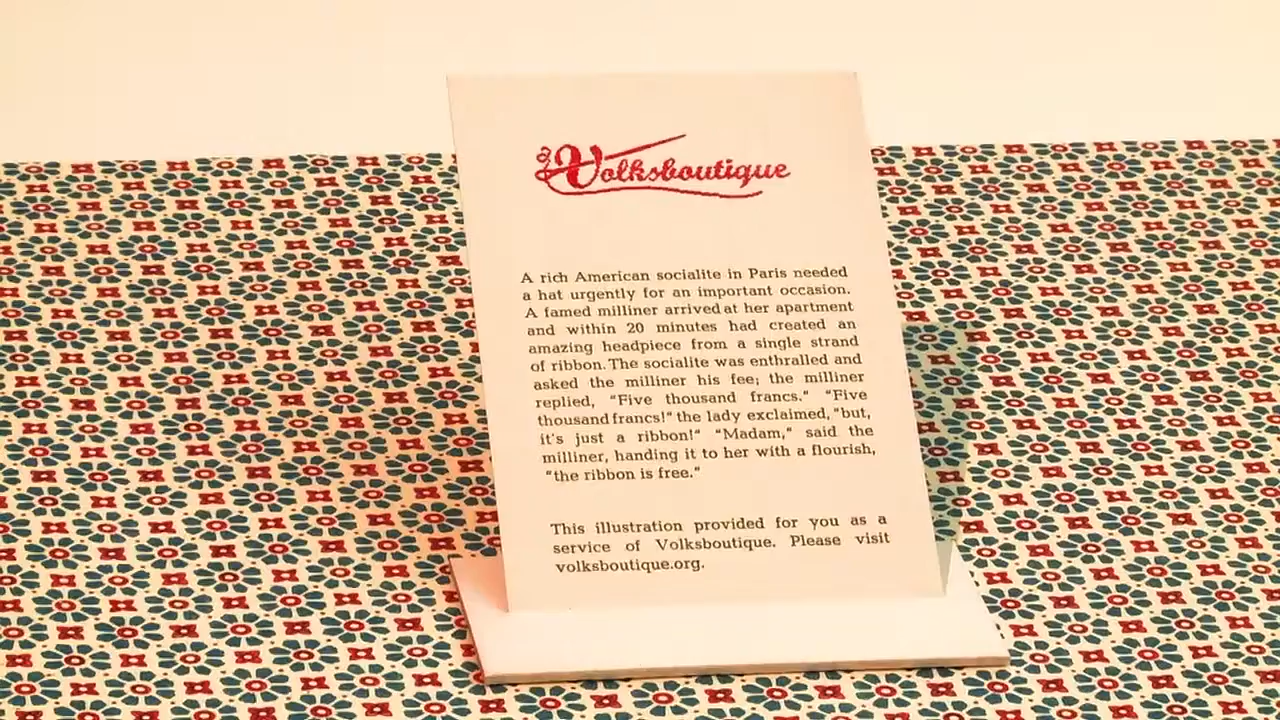 Volksboutique
A rich American socialite in Paris needed
a hat urgently for an important occasion.
A famed milliner arrived at her apartment
and within 20 minutes had created an
amazing headpiece from a single strand
of ribbon. The socialite was enthralled and
asked the milliner his fee; the milliner
replied, “Five thousand francs.“ “Five
thousand francs!“ the lady exclaimed, “but,
it's just a ribbon!“ “Madam,“ said the
milliner, handing it to her with a flourish,
“the ribbon is free.“
This illustration provided for you as a
service of Volksboutique. Please visit
volksboutique.org.